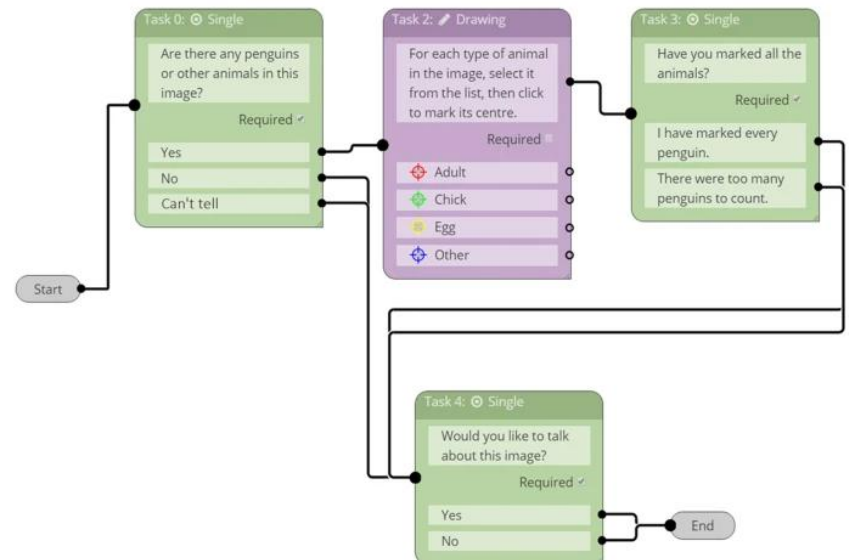 Task 0: Single
Are there any penguins
or other animals in this
image?
Required
Yes
No
Can't tell
Task 2: Drawing
For each type of animal
in the image, select it
from the list, then click
to mark its centre.
Required
Adult
Chick
Egg
Other
Task 3: Single
Have you marked all the
animals?
Required
I have marked every
penguin.
There were too many
penguins to count.
Start
Task 4: Single
Would you like to talk
about this image?
Required
Yes
No
End